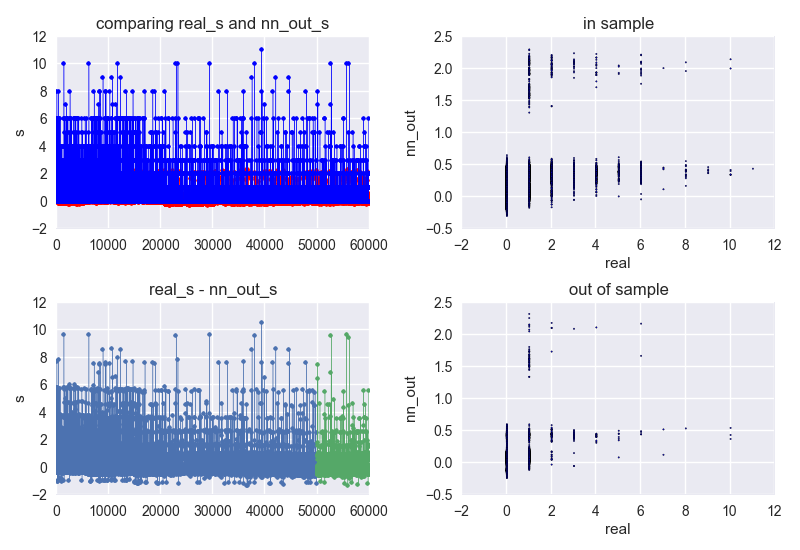 comparing real_s and nn_out_s
12
10
8
6
4
2
0
−2
s
0 10000 20000 30000 40000 50000 60000
in sample
2.5
2.0
1.5
1.0
0.5
0.0
−0.5
nn_out
−2 0 2 4 6 8 10 12
real
real_s - nn_out_s
12
10
8
6
4
2
0
−2
s
0 10000 20000 30000 40000 50000 60000
out of sample
2.5
2.0
1.5
1.0
0.5
0.0
−0.5
nn_out
−2 0 2 4 6 8 10 12
real